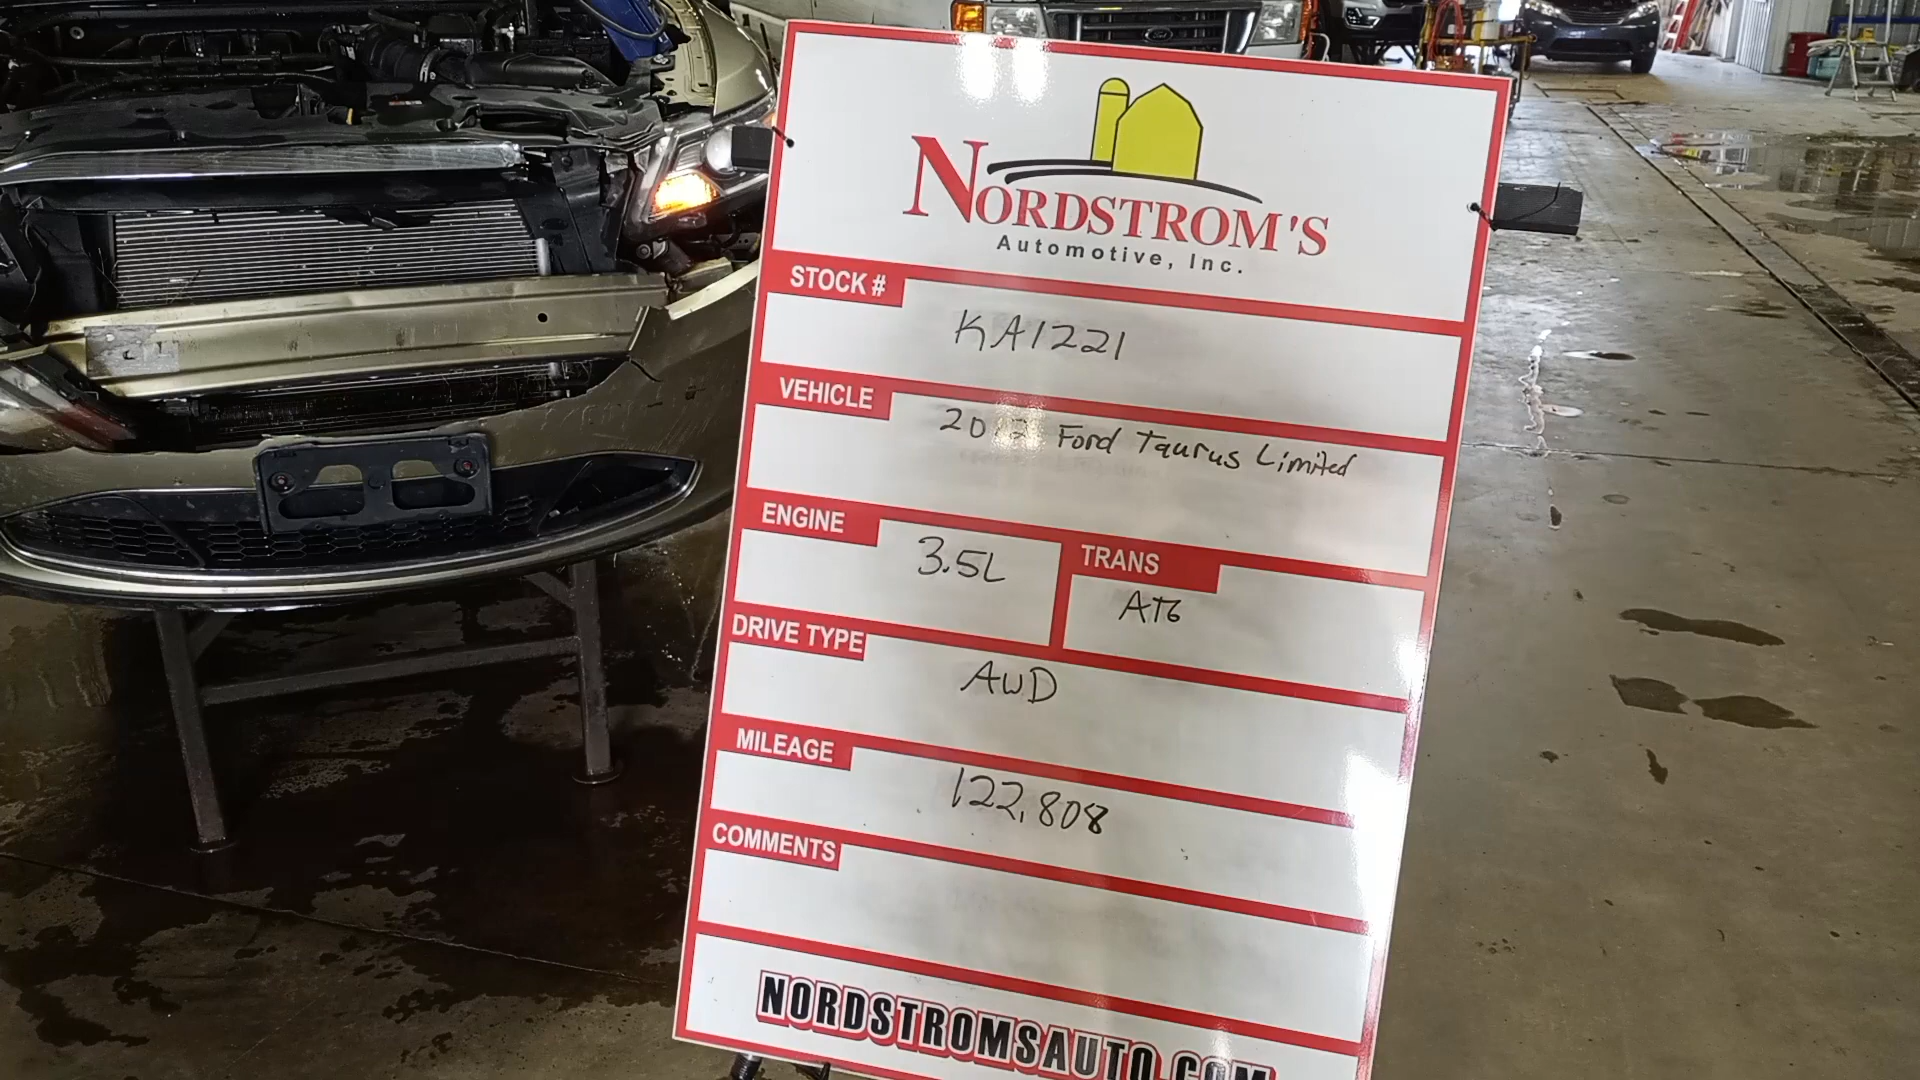 NORDSTROM'S
Automotive, Inc.
STOCK #
KA1221
VEHICLE
2012 Ford Taurus Limited
ENGINE
3.5L
TRANS
AT6
DRIVE TYPE
AWD
MILEAGE
122,808
COMMENTS
NORDSTROMSAUTO.COM